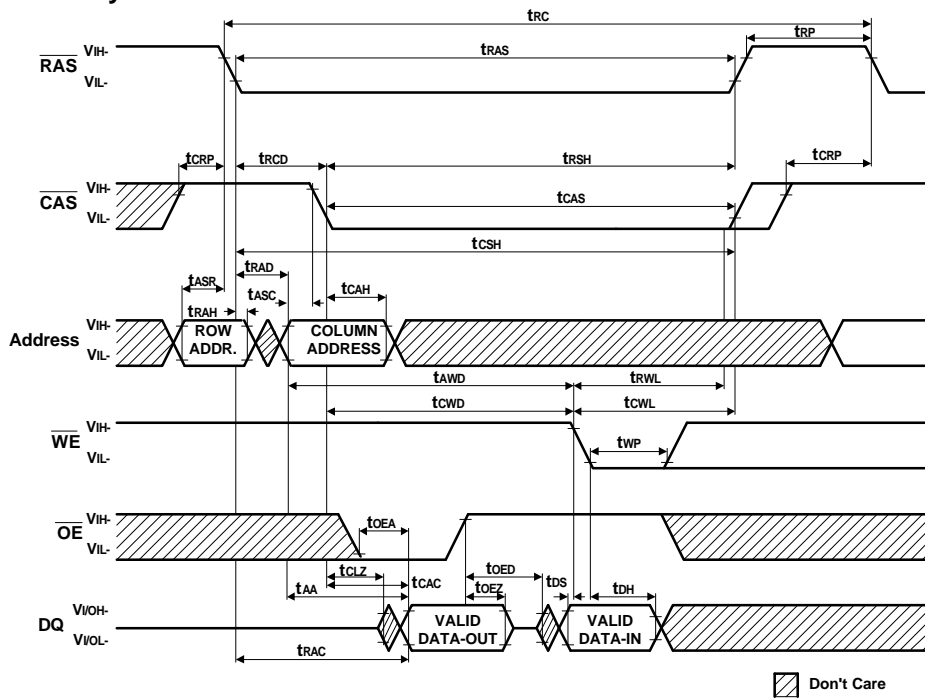 tRC
tRP
RAS
VIH-
VIL-
tRAS
tCRP
tRCD
tRSH
tCRP
CAS
VIH-
VIL-
tCAS
tCSH
tRAD
tASR
tASC
tCAH
tRAH
Address
VIH-
VIL-
ROW
ADDR.
COLUMN
ADDRESS
tAWD
tRWL
tCWD
tCWL
WE
VIH-
VIL-
tWP
OE
VIH-
VIL-
tOEA
tCLZ
tOED
tCAC
tAA
tOEZ
tDS
tDH
DQ
VI/OH-
VI/OL-
VALID
DATA-OUT
VALID
DATA-IN
tRAC
Don't Care